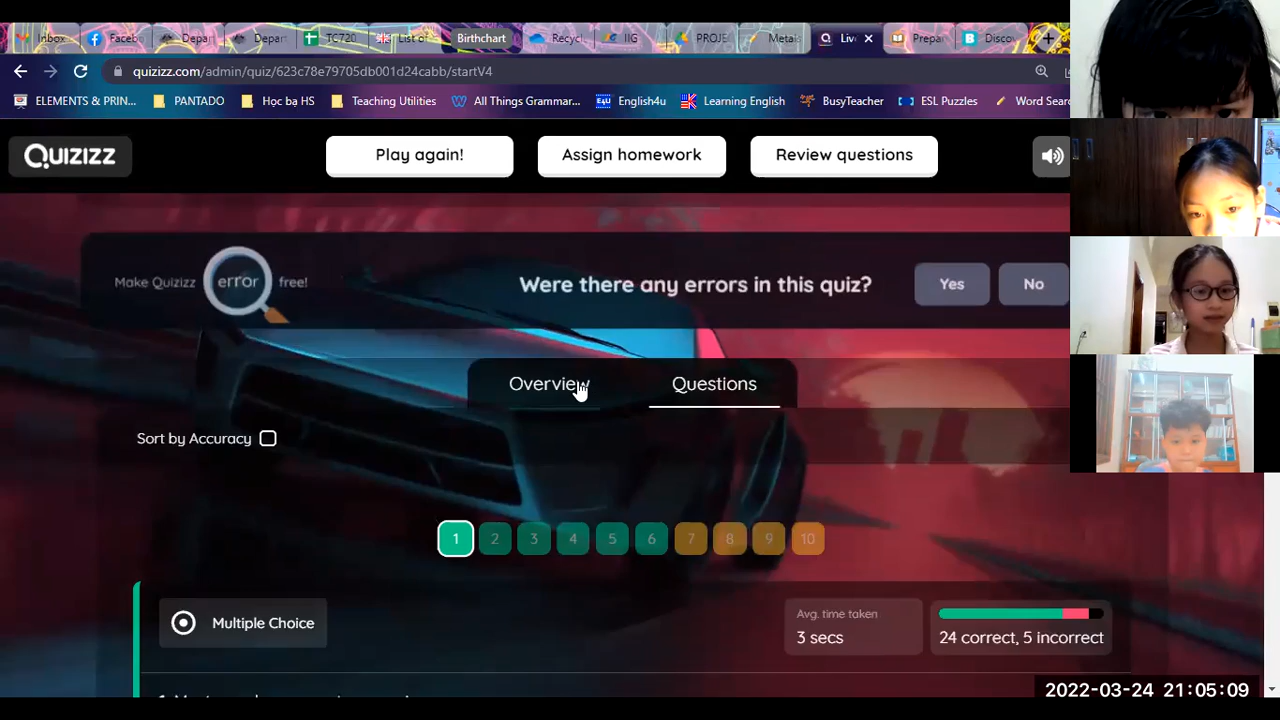 Inbox
Faceb
Depar
Depart
TC720
List of
Birthchart
Recycl
IIG
PROJE
Metal
Liv
Prepa
Discov
quizizz.com/admin/quiz/623c78e79705db001d24cabb/startV4
ELEMENTS & PRIN...
PANTADO
Học bạ HS
Teaching Utilities
All Things Grammar...
E4U
English4u
Learning English
BusyTeacher
ESL Puzzles
Word Sear
Quizizz
Play again!
Assign homework
Review questions
Make Quizizz error free!
Were there any errors in this quiz?
Yes
No
Overview
Questions
Sort by Accuracy
1 2 3 4 5 6 7 8 9 10
Multiple Choice
Avg. time taken
3 secs
24 correct, 5 incorrect
2022-03-24 21:05:09